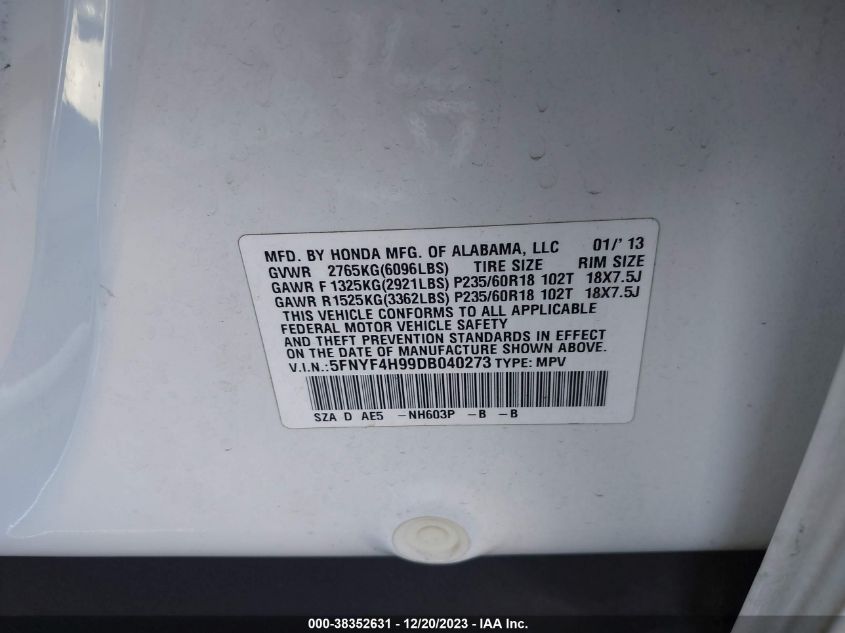 MFD. BY HONDA MFG. OF ALABAMA, LLC 01/' 13
GVWR 2765KG(6096LBS) TIRE SIZE RIM SIZE
GAWR F 1325KG(2921LBS) P235/60R18 102T 18X7.5J
GAWR R1525KG(3362LBS) P235/60R18 102T 18X7.5J
THIS VEHICLE CONFORMS TO ALL APPLICABLE
FEDERAL MOTOR VEHICLE SAFETY
AND THEFT PREVENTION STANDARDS IN EFFECT
ON THE DATE OF MANUFACTURE SHOWN ABOVE.
V.I.N.:5FNYF4H99DB040273 TYPE: MPV
SZA D AE5 -NH603P -B -B
000-38352631 - 12/20/2023 - IAA Inc.